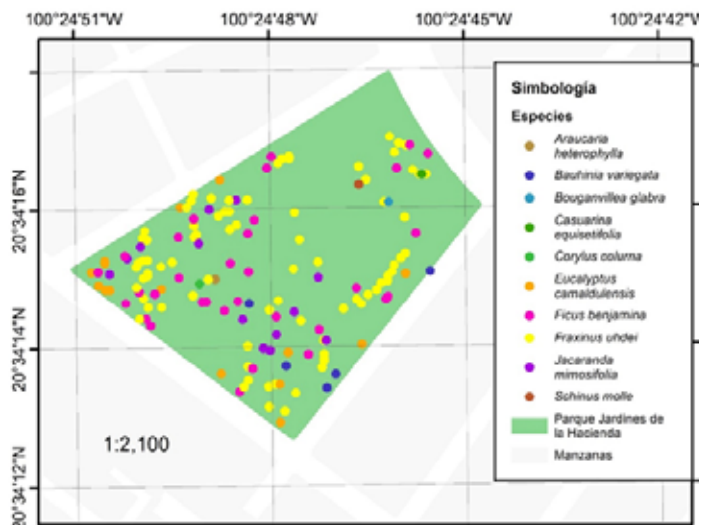 100°24'51"W 100°24'48"W 100°24'45"W 100°24'42"W
20°34'16"N
20°34'14"N
20°34'12"N
1:2,100
Simbología
Especies
Araucaria
heterophylla
Bauhinia variegata
Bouganvillea glabra
Casuarina
equisetifolia
Corylus colurna
Eucalyptus
camaldulensis
Ficus benjamina
Fraxinus uhdei
Jacaranda
mimosifolia
Schinus molle
Parque Jardines de
la Hacienda
Manzanas